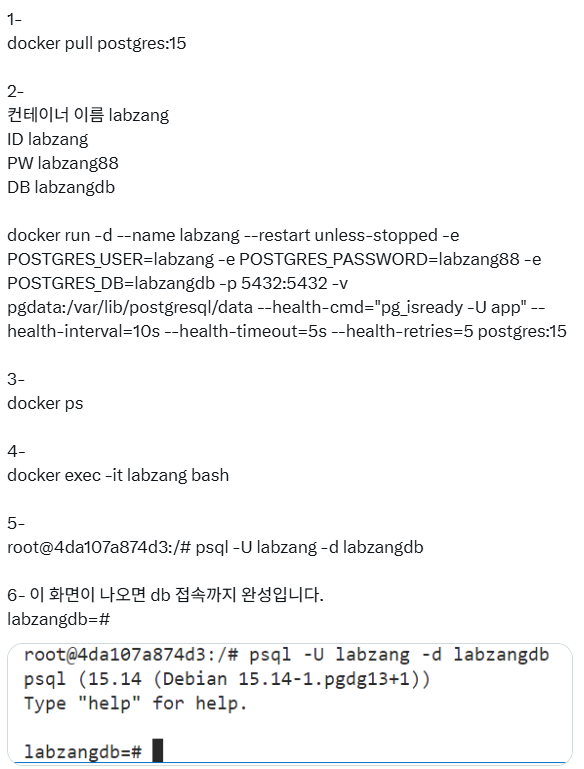 1-
docker pull postgres:15
2-
컨테이너 이름 labzang
ID labzang
PW labzang88
DB labzangdb
docker run -d --name labzang --restart unless-stopped -e
POSTGRES_USER=labzang -e POSTGRES_PASSWORD=labzang88 -e
POSTGRES_DB=labzangdb -p 5432:5432 -v
pgdata:/var/lib/postgresql/data --health-cmd="pg_isready -U app" --
health-interval=10s --health-timeout=5s --health-retries=5 postgres:15
3-
docker ps
4-
docker exec -it labzang bash
5-
root@4da107a874d3:/# psql -U labzang -d labzangdb
6- 이 화면이 나오면 db 접속까지 완성입니다.
labzangdb=#
root@4da107a874d3:/# psql -U labzang -d labzangdb
psql (15.14 (Debian 15.14-1.pgdg13+1))
Type "help" for help.
labzangdb=#